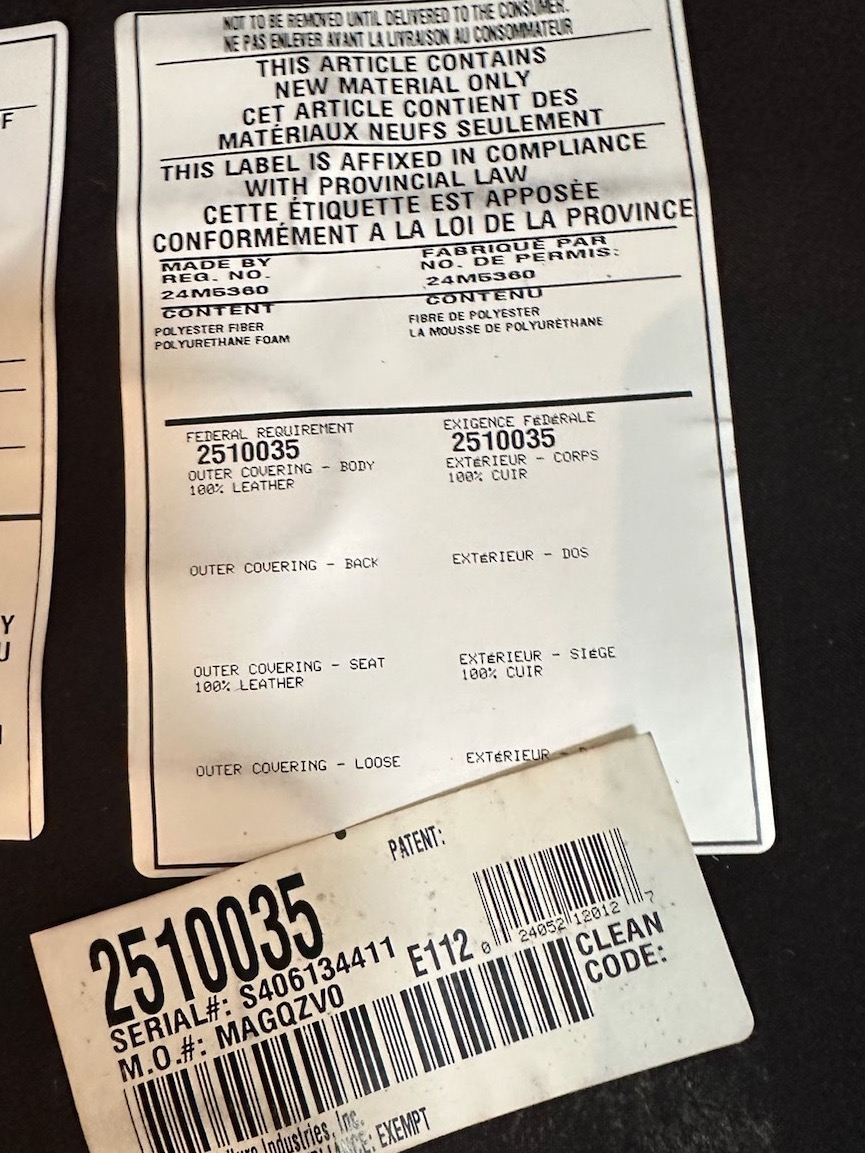 F
Y
U
NOT TO BE REMOVED UNTIL DELIVERED TO THE CONSUMER.
NE PAS ENLEVER AVANT LA LIVRAISON AU CONSOMMATEUR
THIS ARTICLE CONTAINS
NEW MATERIAL ONLY
CET ARTICLE CONTIENT DES
MATÉRIAUX NEUFS SEULEMENT
THIS LABEL IS AFFIXED IN COMPLIANCE
WITH PROVINCIAL LAW
CETTE ÉTIQUETTE EST APPOSÉE
CONFORMÉMENT A LA LOI DE LA PROVINCE
MADE BY
REG. NO.
24M5360
FABRIQUÉ PAR
NO. DE PERMIS:
24M5360
CONTENT
POLYESTER FIBER
POLYURETHANE FOAM
CONTENU
FIBRE DE POLYESTER
LA MOUSSE DE POLYURÉTHANE
FEDERAL REQUIREMENT
2510035
OUTER COVERING - BODY
100% LEATHER
EXIGENCE FÉDÉRALE
2510035
EXTÉRIEUR - CORPS
100% CUIR
OUTER COVERING - BACK
EXTÉRIEUR - DOS
OUTER COVERING - SEAT
100% LEATHER
EXTÉRIEUR - SIÉGE
100% CUIR
OUTER COVERING - LOOSE
EXTÉRIEUR -
PATENT:
2510035
SERIAL#: S406134411
E112
0 24052 12012 7
M.O.#: MAGQZV0
CLEAN
CODE:
Industries, Inc.
EXEMPT